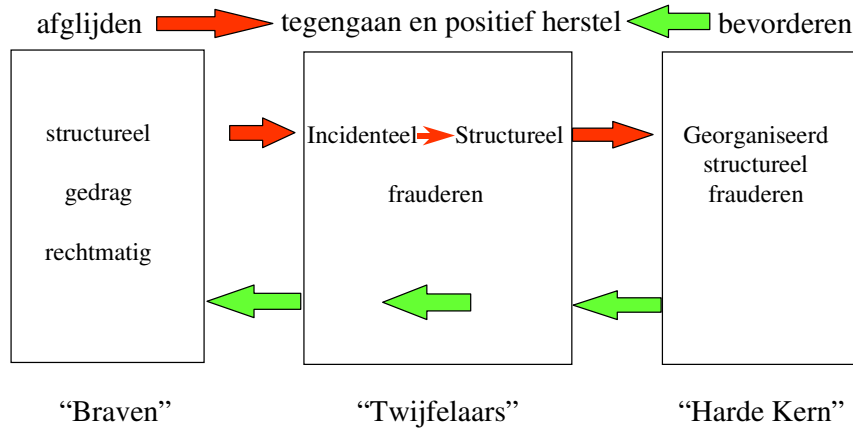 afglijden tegengaan en positief herstel bevorderen
structureel
gedrag
rechtmatig
Incidenteel Structureel
frauderen
Georganiseerd
structureel
frauderen
“Braven” “Twijfelaars” “Harde Kern”